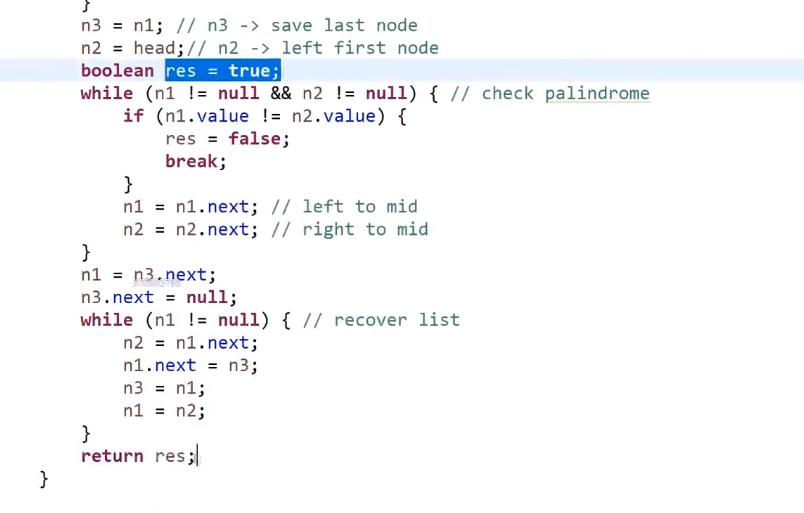 }
n3 = n1; // n3 -> save last node
n2 = head;// n2 -> left first node
boolean res = true;
while (n1 != null && n2 != null) { // check palindrome
if (n1.value != n2.value) {
res = false;
break;
}
n1 = n1.next; // left to mid
n2 = n2.next; // right to mid
}
n1 = n3.next;
n3.next = null;
while (n1 != null) { // recover list
n2 = n1.next;
n1.next = n3;
n3 = n1;
n1 = n2;
}
return res;
}